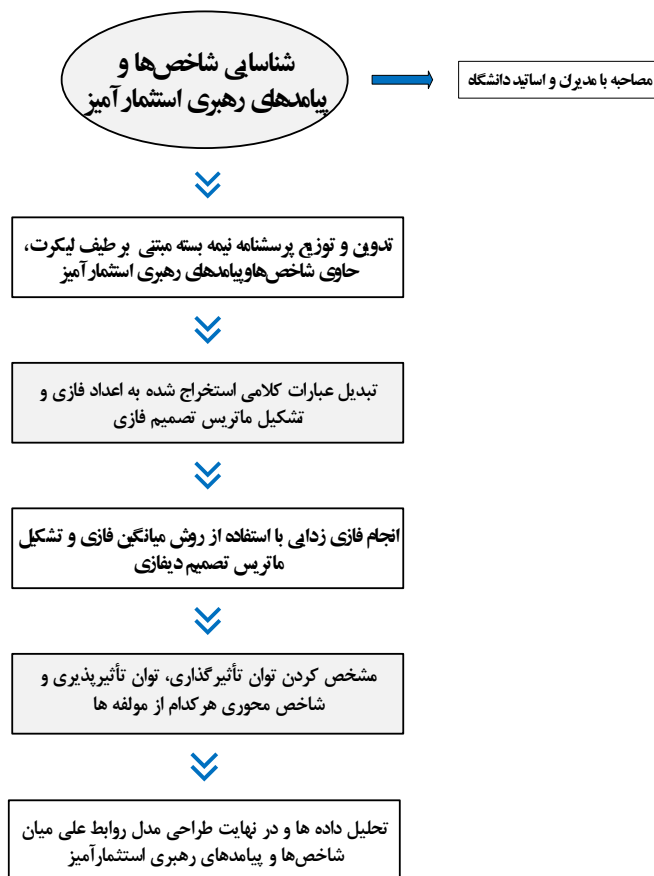 شناسایی شاخص‌ها و
پیامدهای رهبری استثمارآمیز
مصاحبه با مدیران و اساتید دانشگاه
تدوین و توزیع پرسشنامه نیمه بسته مبتنی بر طیف لیکرت،
حاوی شاخص‌هاوپیامدهای رهبری استثمارآمیز
تبدیل عبارات کلامی استخراج شده به اعداد فازی و
تشکیل ماتریس تصمیم فازی
انجام فازی زدایی با استفاده از روش میانگین فازی و تشکیل
ماتریس تصمیم دیفازی
مشخص کردن توان تأثیرگذاری، توان تأثیرپذیری و
شاخص محوری هرکدام از مولفه ها
تحلیل داده ها و در نهایت طراحی مدل روابط علی میان
شاخص‌ها و پیامدهای رهبری استثمارآمیز